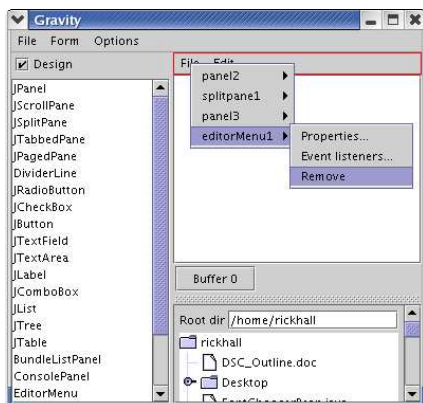 Gravity
File Form Options
Design
JPanel
JScrollPane
JSplitPane
JTabbedPane
JPagedPane
DividerLine
JRadioButton
JCheckBox
JButton
JTextField
JTextArea
JLabel
JComboBox
JList
JTree
JTable
BundleListPanel
ConsolePanel
EditorMenu
File Edit
panel2
splitpane1
panel3
editorMenu1
Properties...
Event listeners...
Remove
Buffer 0
Root dir /home/rickhall
rickhall
DSC_Outline.doc
Desktop